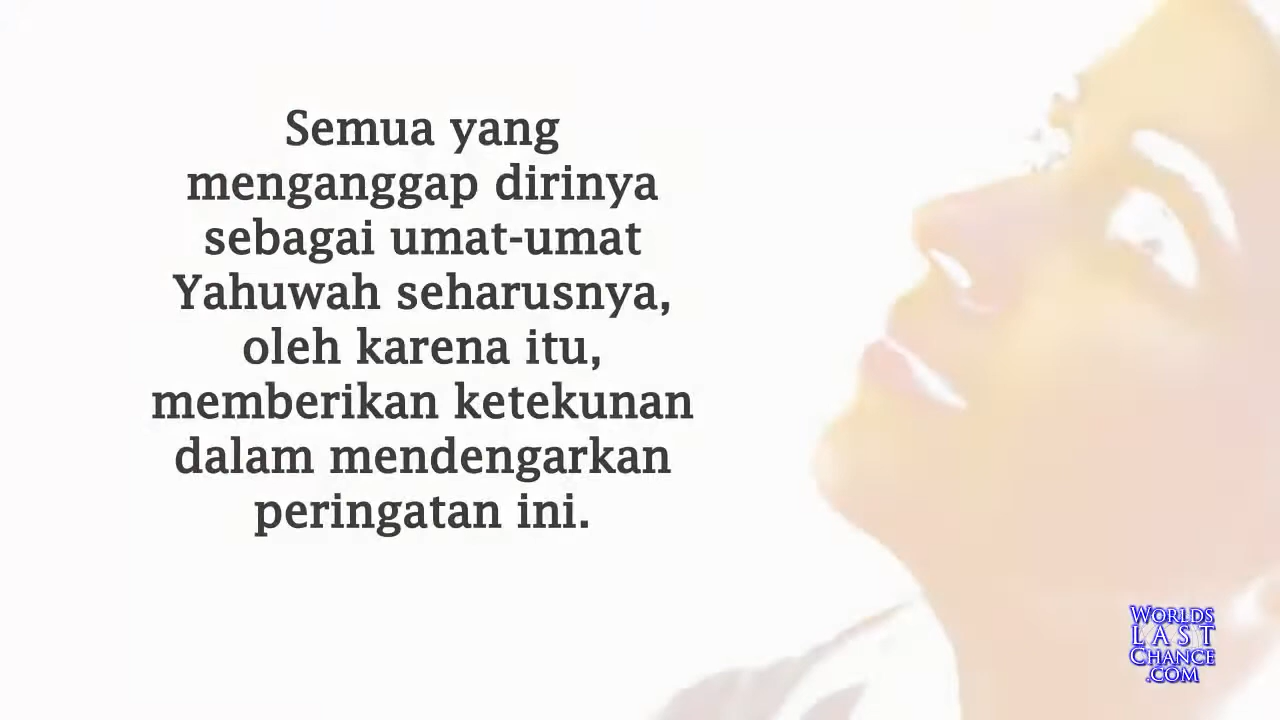 Semua yang
menganggap dirinya
sebagai umat-umat
Yahuwah seharusnya,
oleh karena itu,
memberikan ketekunan
dalam mendengarkan
peringatan ini.
WORLDS
LAST
CHANCE
.COM